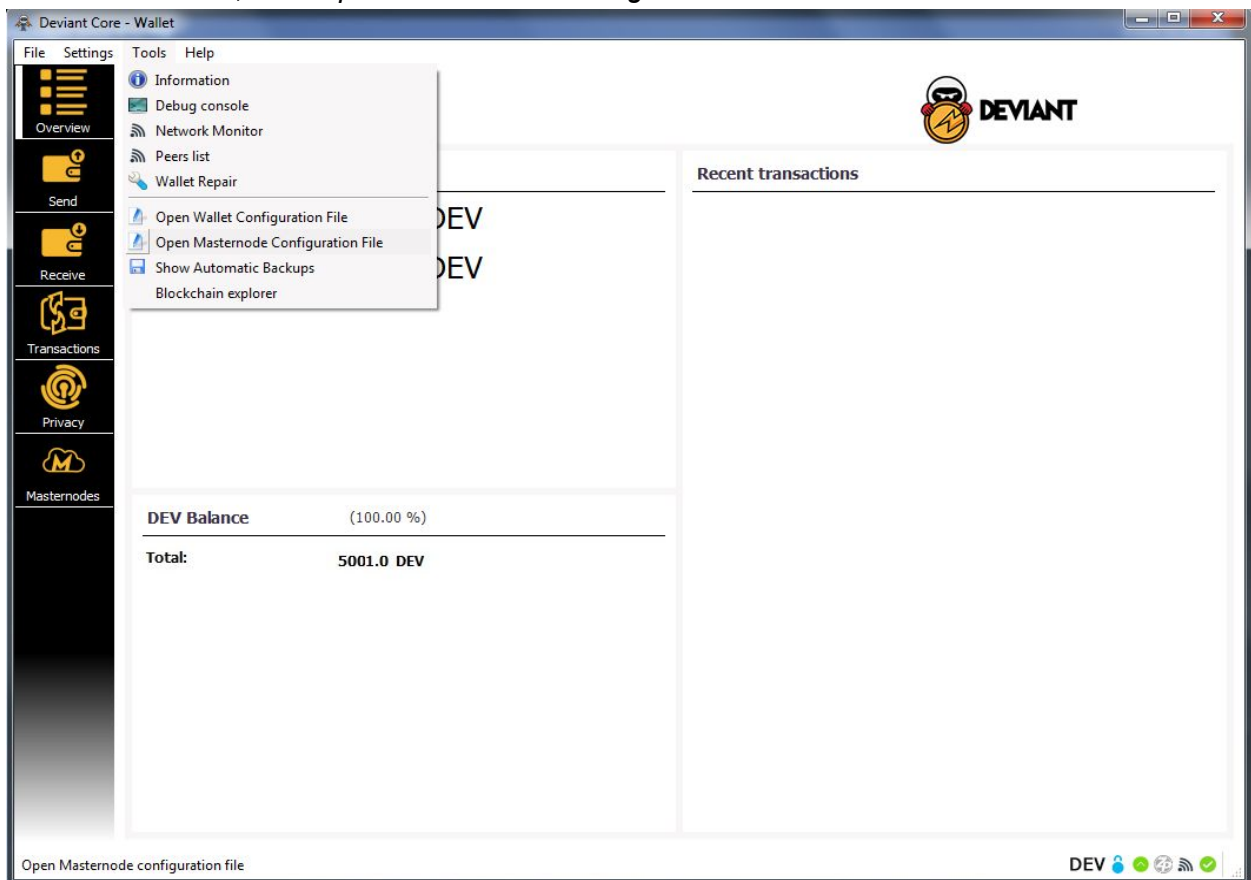 Deviant Core - Wallet
File Settings Tools Help
Information
Debug console
Network Monitor
Peers list
Wallet Repair
Open Wallet Configuration File
Open Masternode Configuration File
Show Automatic Backups
Blockchain explorer
Overview
Send
Receive
Transactions
Privacy
Masternodes
DEVIANT
DEV
DEV
DEV Balance (100.00 %)
Total: 5001.0 DEV
Recent transactions
Open Masternode configuration file
DEV